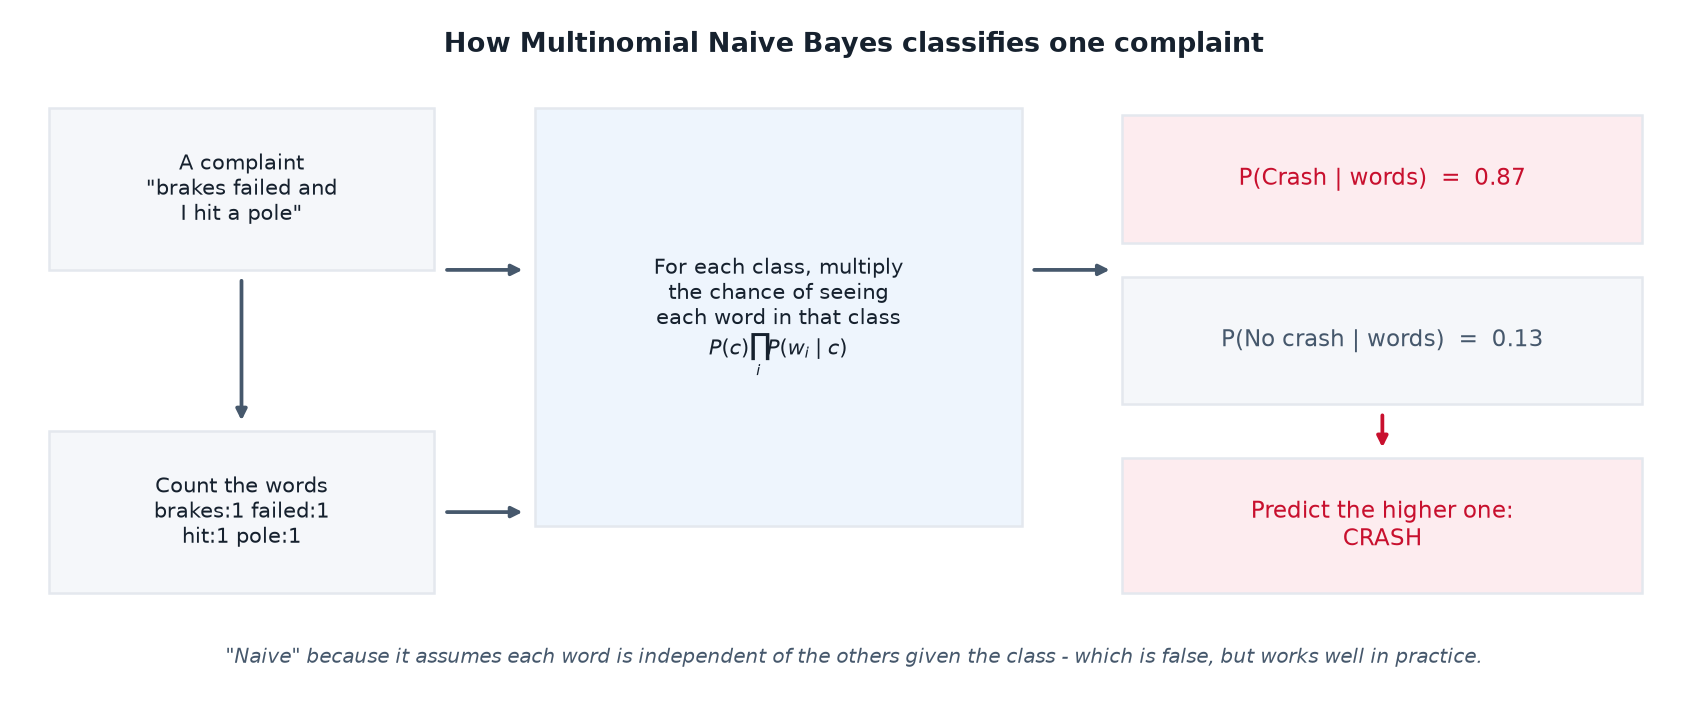 How Multinomial Naive Bayes classifies one complaint
A complaint
"brakes failed and
I hit a pole"
Count the words
brakes:1 failed:1
hit:1 pole:1
For each class, multiply
the chance of seeing
each word in that class
P(c)∏P(wᵢ | c)
i
P(Crash | words)  =  0.87
P(No crash | words)  =  0.13
Predict the higher one:
CRASH
"Naive" because it assumes each word is independent of the others given the class - which is false, but works well in practice.